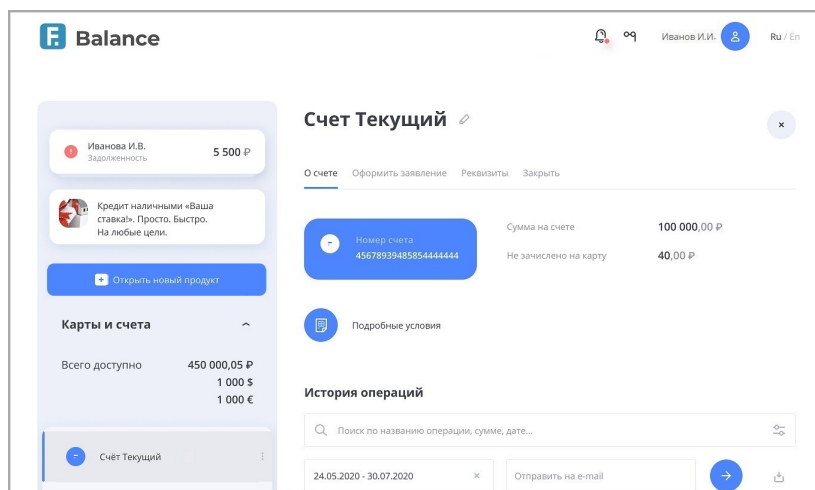 F. Balance
Иванов И.И.
Ru / En
Иванова И.В.
Задолженность
5 500 ₽
Кредит наличными «Ваша
ставка!». Просто. Быстро.
На любые цели.
Открыть новый продукт
Карты и счета
Всего доступно
450 000,05 ₽
1 000 $
1 000 €
Счёт Текущий
Счет Текущий
О счете
Оформить заявление
Реквизиты
Закрыть
Номер счета
45678939485854444444
Сумма на счете
100 000,00 ₽
Не зачислено на карту
40,00 ₽
Подробные условия
История операций
Поиск по названию операции, сумме, дате...
24.05.2020 - 30.07.2020
Отправить на e-mail